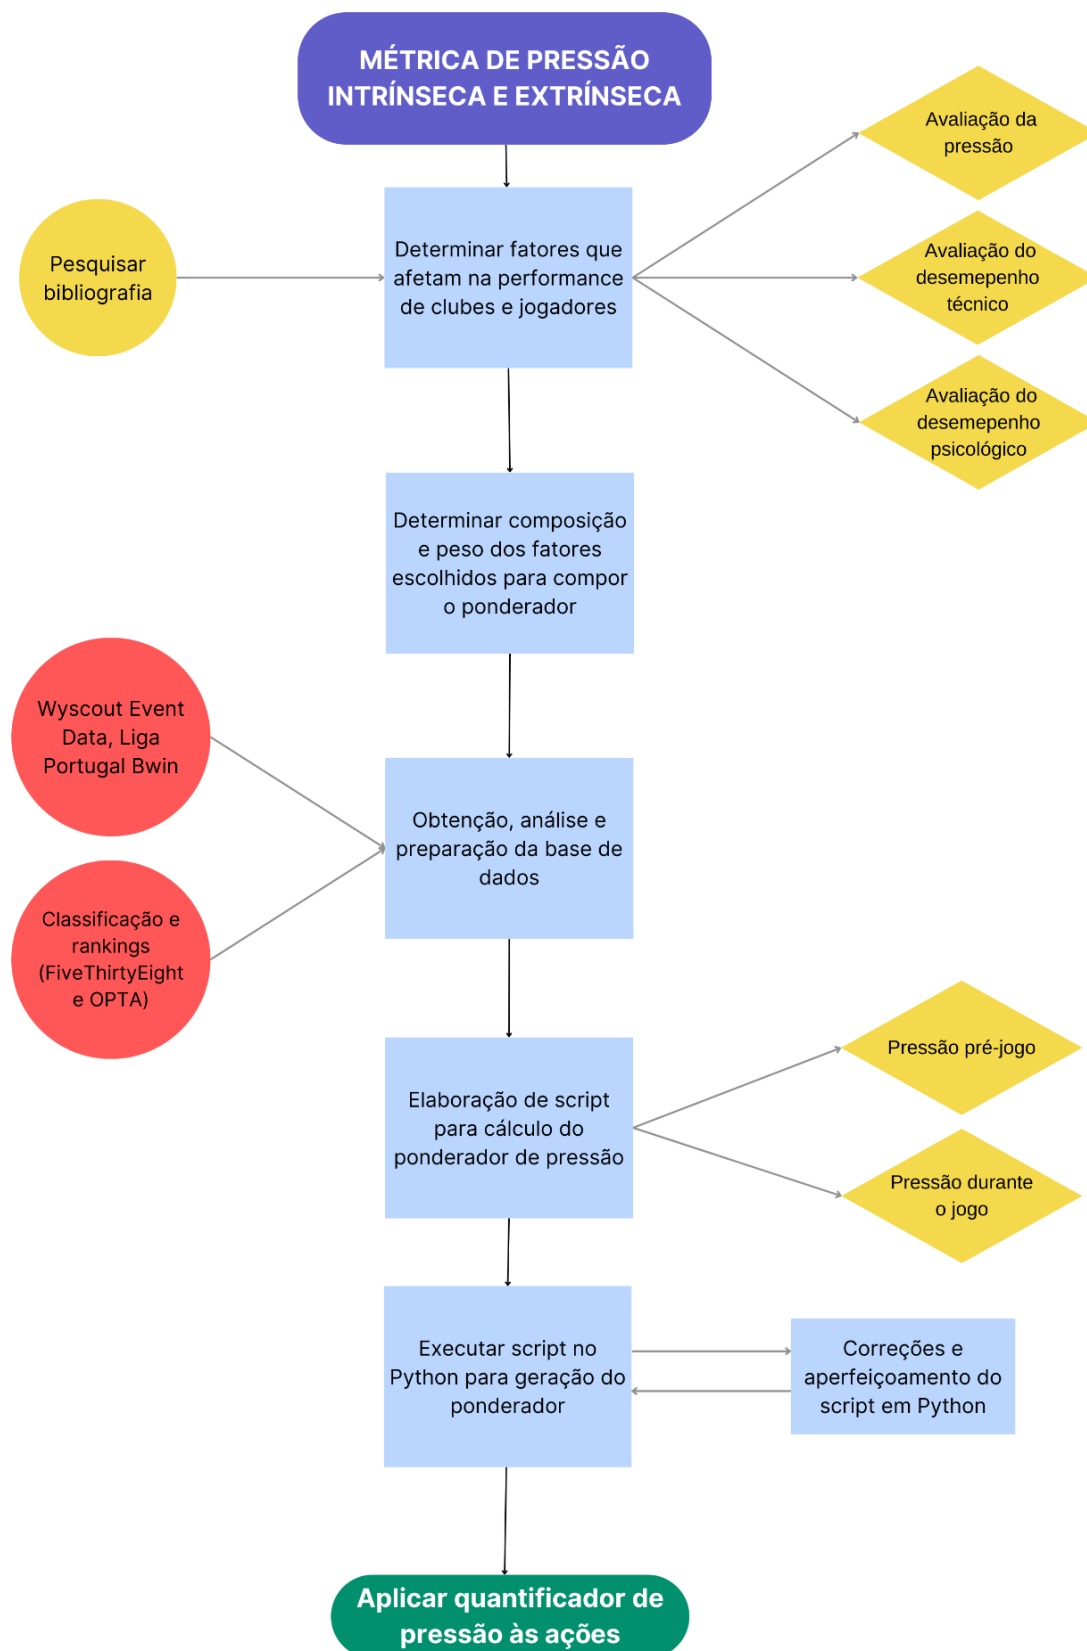 MÉTRICA DE PRESSÃO
INTRÍNSECA E EXTRÍNSECA
Avaliação da
pressão
Pesquisar
bibliografia
Determinar fatores que
afetam na performance
de clubes e jogadores
Avaliação do
desemepenho
técnico
Avaliação do
desemepenho
psicológico
Determinar composição
e peso dos fatores
escolhidos para compor
o ponderador
Wyscout Event
Data, Liga
Portugal Bwin
Obtenção, análise e
preparação da base de
dados
Classificação e
rankings
(FiveThirtyEight
e OPTA)
Elaboração de script
para cálculo do
ponderador de pressão
Pressão pré-jogo
Pressão durante
o jogo
Executar script no
Python para geração do
ponderador
Correções e
aperfeiçoamento do
script em Python
Aplicar quantificador de
pressão às ações